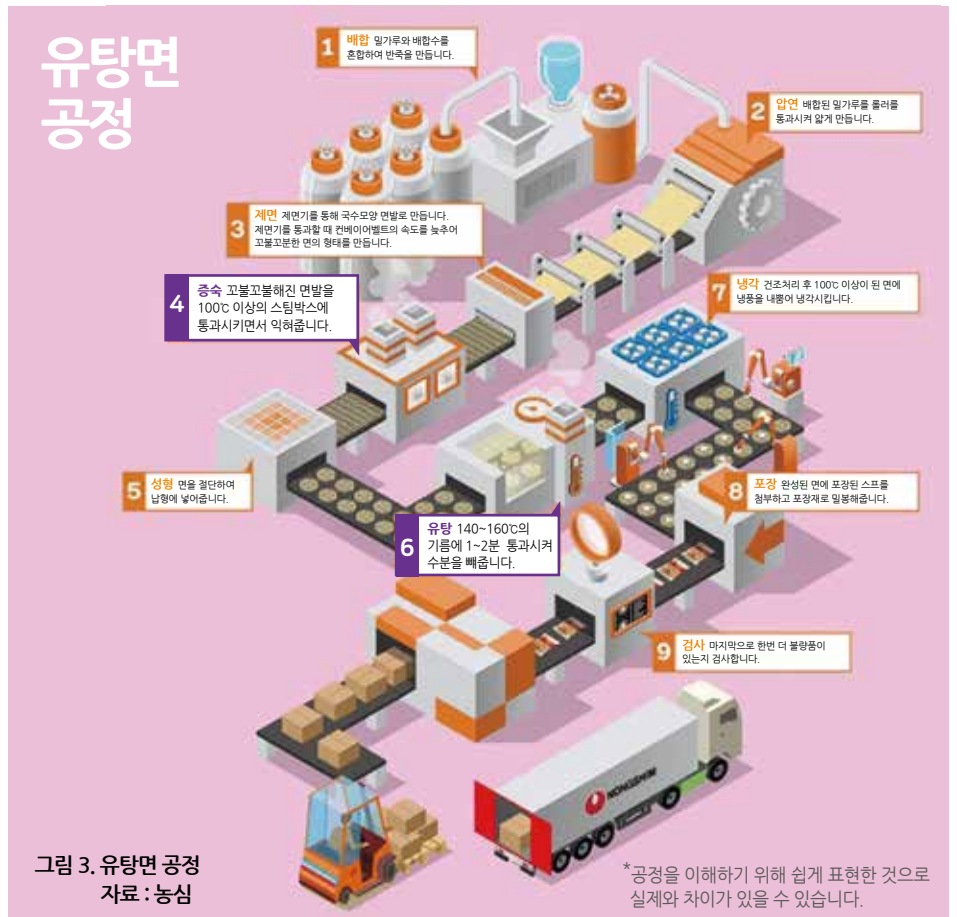 유탕면
공정
1 배합 밀가루와 배합수를
혼합하여 반죽을 만듭니다.
2 압연 배합된 밀가루를 롤러를
통과시켜 얇게 만듭니다.
3 제면 제면기를 통해 국수모양 면발로 만듭니다.
제면기를 통과할 때 컨베이어벨트의 속도를 늦추어
꼬불꼬불한 면의 형태를 만듭니다.
4 증숙 꼬불꼬불해진 면발을
100℃ 이상의 스팀박스에
통과시키면서 익혀줍니다.
5 성형 면을 절단하여
납형에 넣어줍니다.
6 유탕 140~160℃의
기름에 1~2분 통과시켜
수분을 빼줍니다.
7 냉각 건조처리 후 100℃ 이상이 된 면에
냉풍을 내뿜어 냉각시킵니다.
8 포장 완성된 면에 포장된 스프를
첨부하고 포장재로 밀봉해줍니다.
9 검사 마지막으로 한번 더 불량품이
있는지 검사합니다.
NONGSHIM
그림 3. 유탕면 공정
자료 : 농심
*공정을 이해하기 위해 쉽게 표현한 것으로
실제와 차이가 있을 수 있습니다.